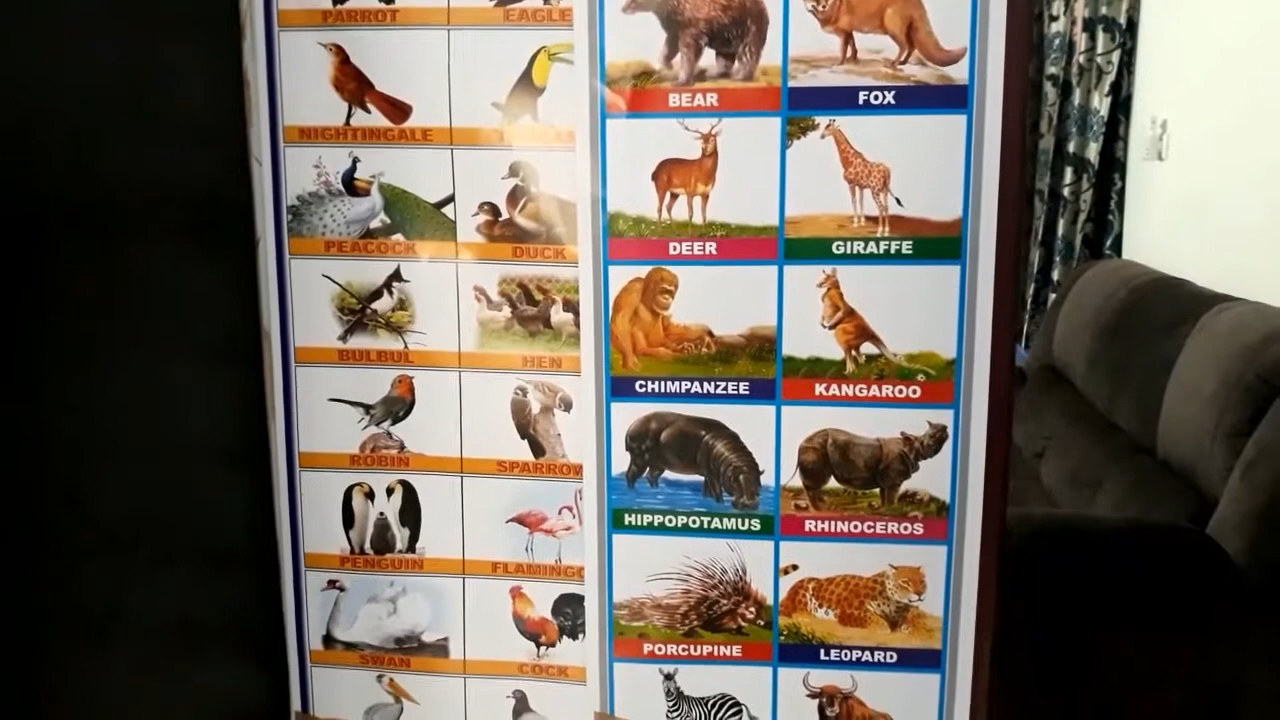 PARROT
EAGLE
NIGHTINGALE
PEACOCK
DUCK
BULBUL
HEN
ROBIN
SPARROW
PENGUIN
FLAMINGO
SWAN
COCK
BEAR
FOX
DEER
GIRAFFE
CHIMPANZEE
KANGAROO
HIPPOPOTAMUS
RHINOCEROS
PORCUPINE
LE0PARD